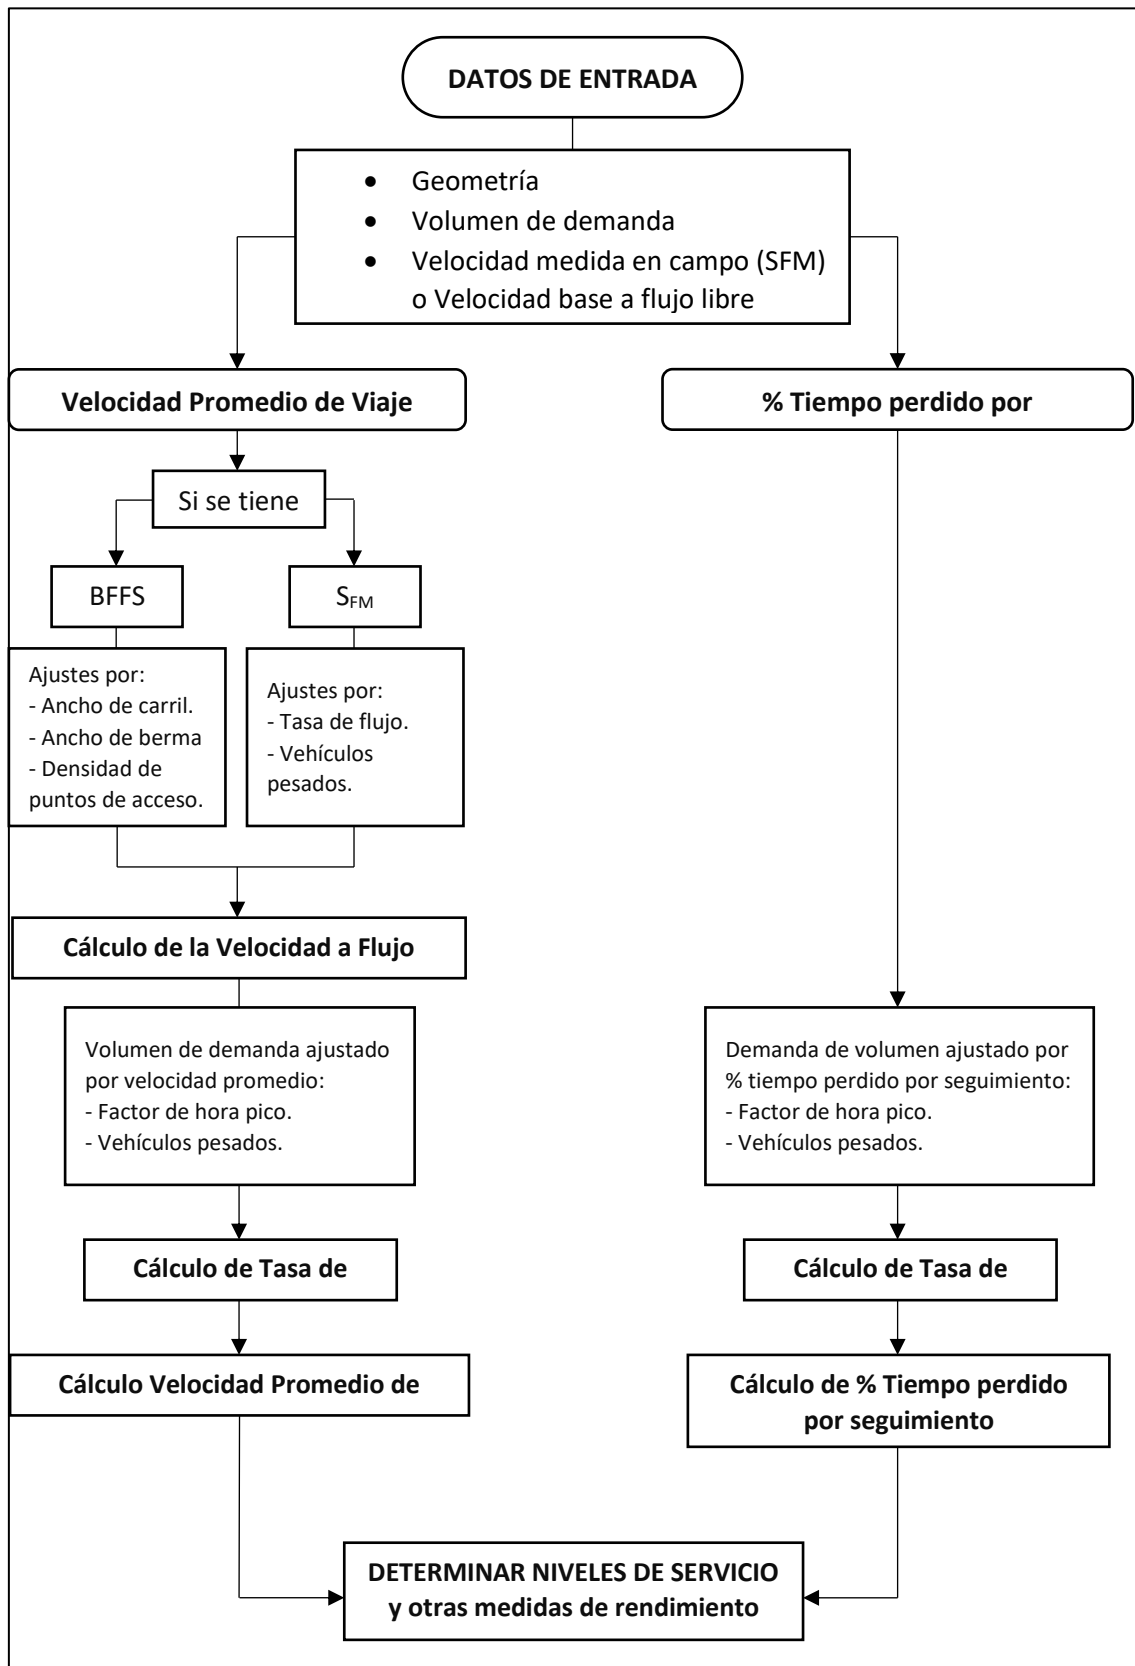 DATOS DE ENTRADA
• Geometría
• Volumen de demanda
• Velocidad medida en campo (SFM)
o Velocidad base a flujo libre
Velocidad Promedio de Viaje
% Tiempo perdido por
Si se tiene
BFFS
SFM
Ajustes por:
- Ancho de carril.
- Ancho de berma
- Densidad de
puntos de acceso.
Ajustes por:
- Tasa de flujo.
- Vehículos
pesados.
Cálculo de la Velocidad a Flujo
Volumen de demanda ajustado
por velocidad promedio:
- Factor de hora pico.
- Vehículos pesados.
Demanda de volumen ajustado por
% tiempo perdido por seguimiento:
- Factor de hora pico.
- Vehículos pesados.
Cálculo de Tasa de
Cálculo de Tasa de
Cálculo Velocidad Promedio de
Cálculo de % Tiempo perdido
por seguimiento
DETERMINAR NIVELES DE SERVICIO
y otras medidas de rendimiento